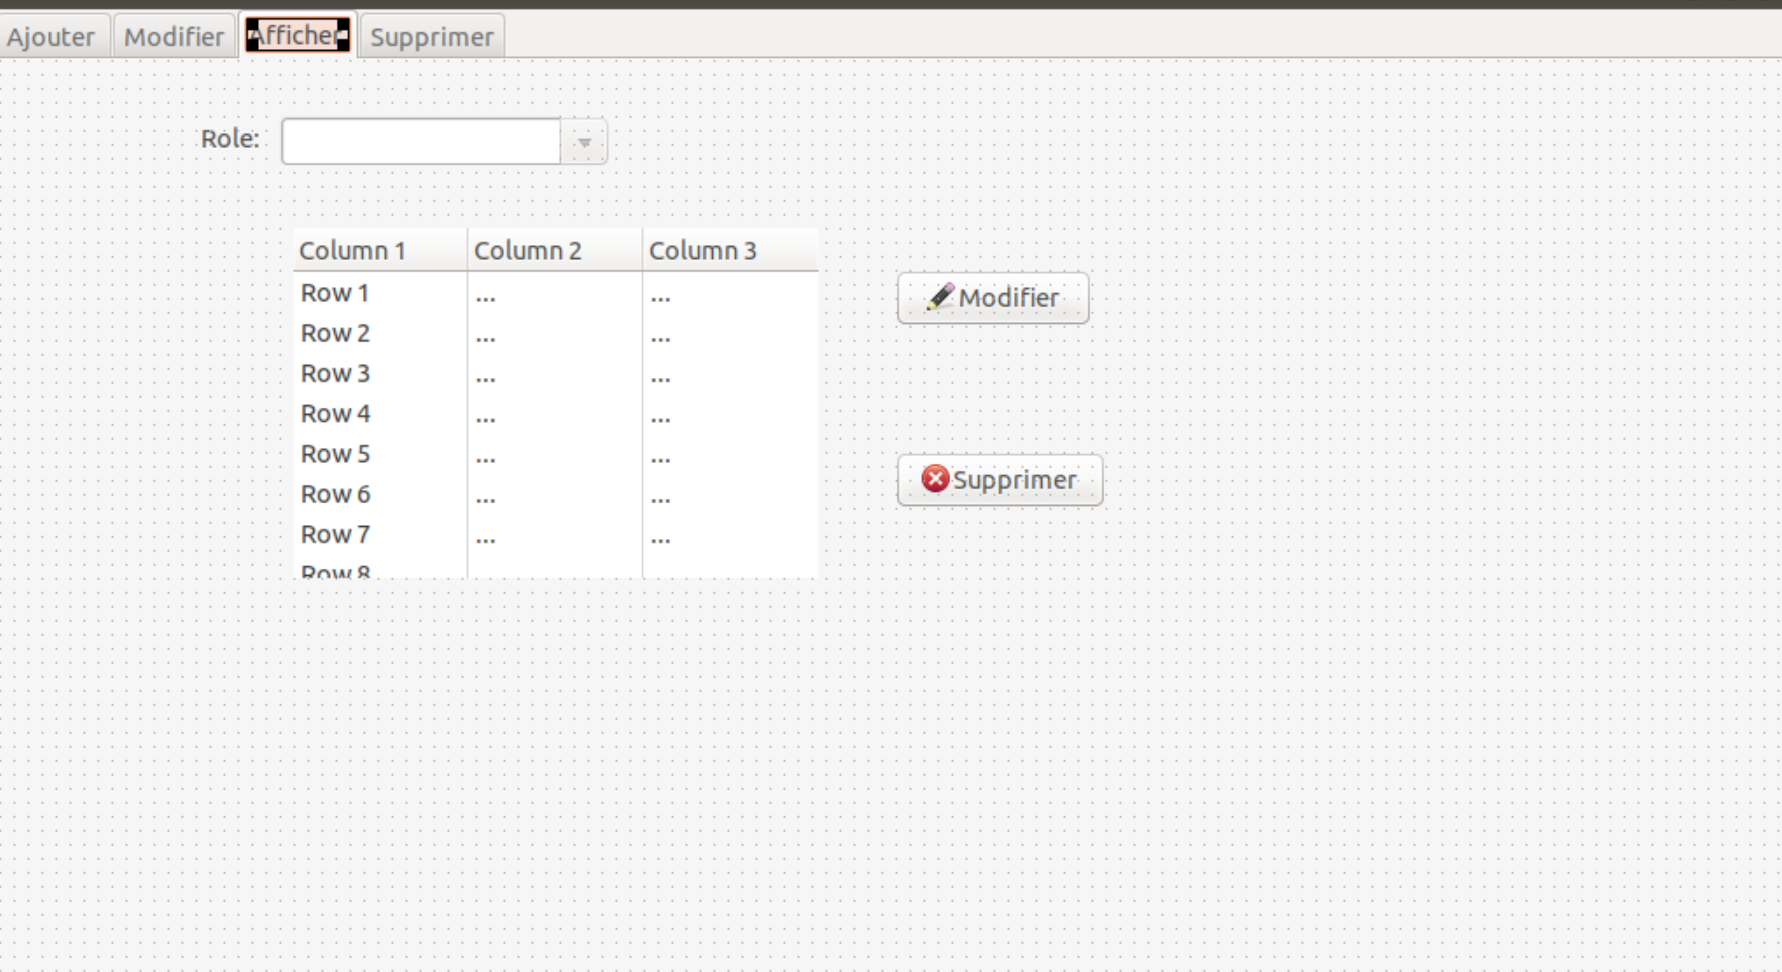 Ajouter Modifier Afficher Supprimer
Role:
Column 1 Column 2 Column 3
Row 1 ... ...
Modifier
Row 2 ... ...
Row 3 ... ...
Row 4 ... ...
Row 5 ... ...
Supprimer
Row 6 ... ...
Row 7 ... ...
Row 8